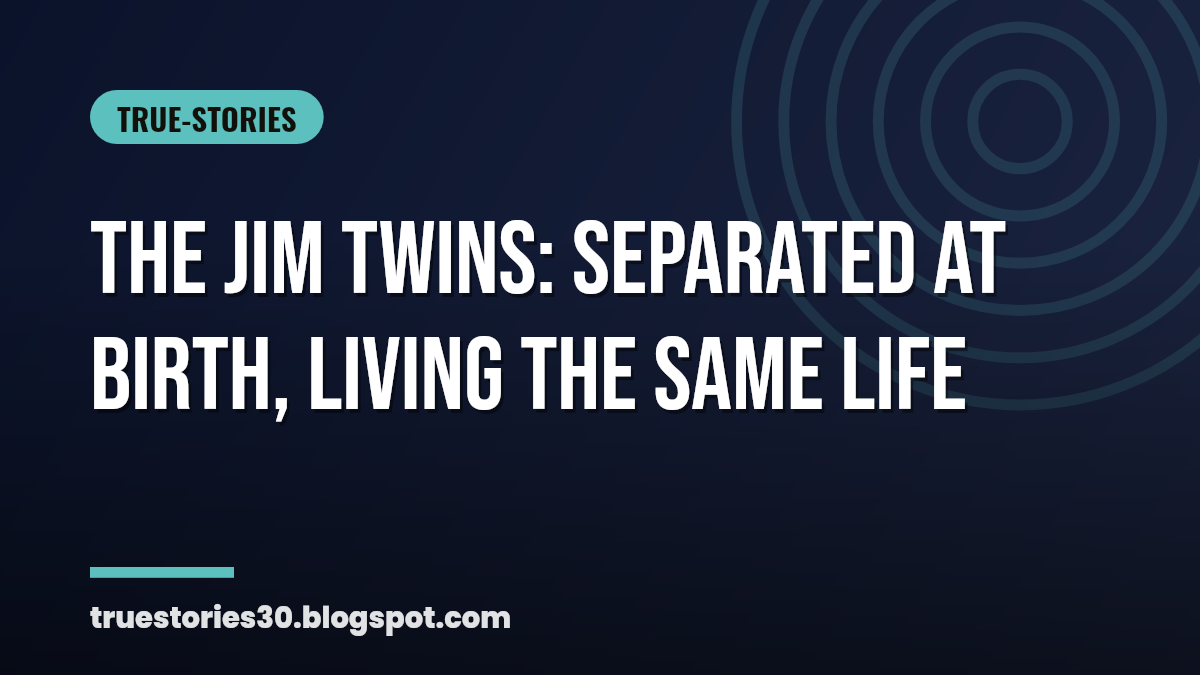 TRUE-STORIES
THE JIM TWINS: SEPARATED AT
BIRTH, LIVING THE SAME LIFE
truestories30.blogspot.com